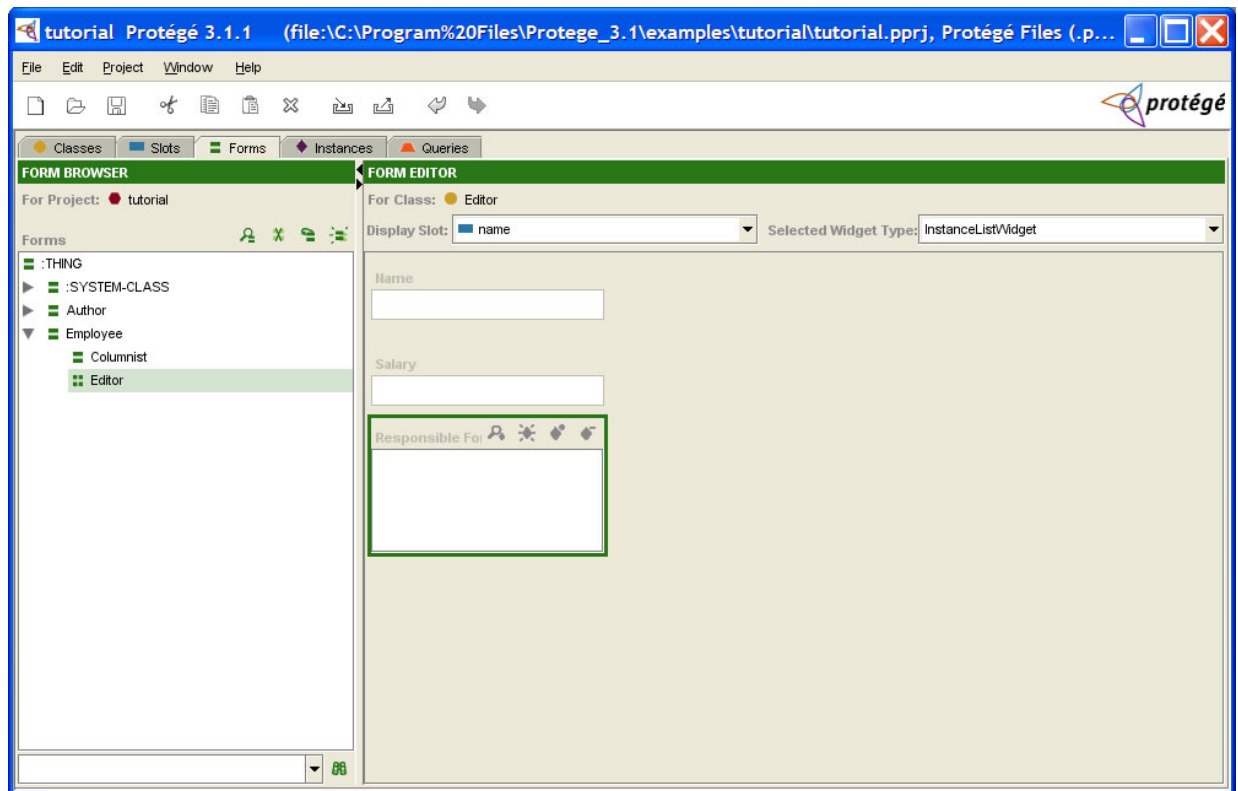 tutorial Protégé 3.1.1 (file:\C:\Program%20Files\Protege_3.1\examples\tutorial\tutorial.pprj, Protégé Files (.p...
File Edit Project Window Help
protégé
Classes Slots Forms Instances Queries
FORM BROWSER
For Project: tutorial
Forms
:THING
:SYSTEM-CLASS
Author
Employee
Columnist
Editor
FORM EDITOR
For Class: Editor
Display Slot: name Selected Widget Type: InstanceListWidget
Name
Salary
Responsible For